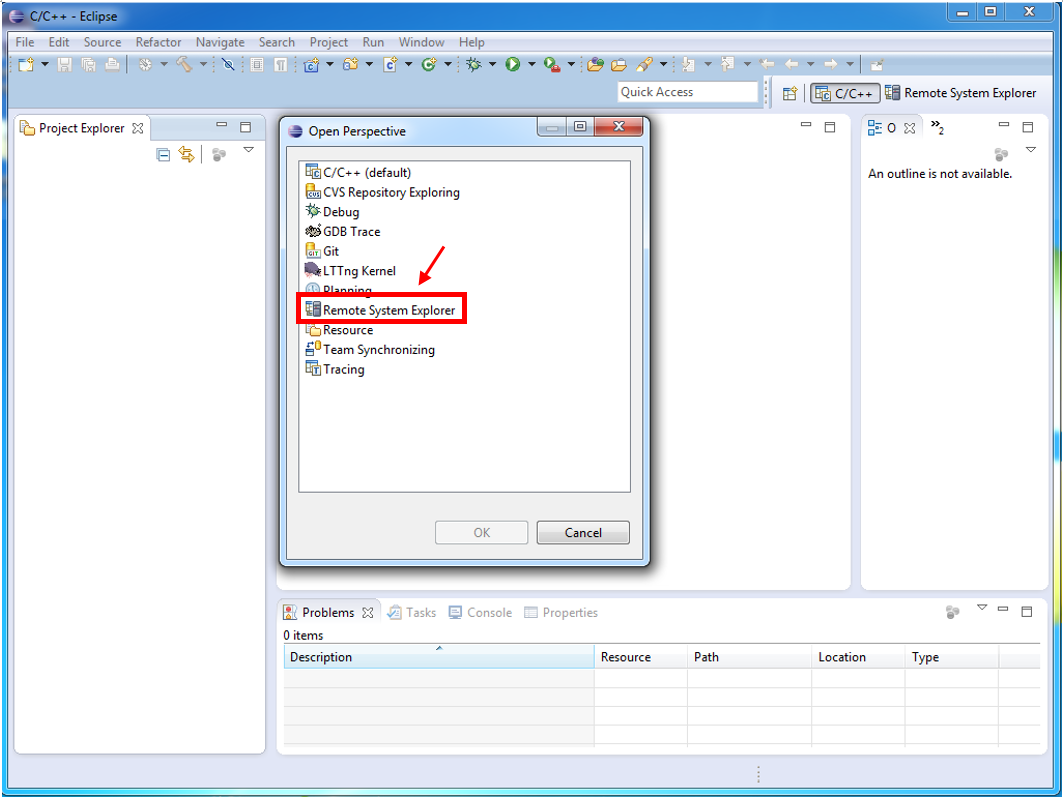 C/C++ - Eclipse
File Edit Source Refactor Navigate Search Project Run Window Help
Quick Access
C/C++
Remote System Explorer
Project Explorer
Open Perspective
C/C++ (default)
CVS Repository Exploring
Debug
GDB Trace
Git
LTTng Kernel
Planning
Remote System Explorer
Resource
Team Synchronizing
Tracing
OK Cancel
O
»2
An outline is not available.
Problems Tasks Console Properties
0 items
Description Resource Path Location Type